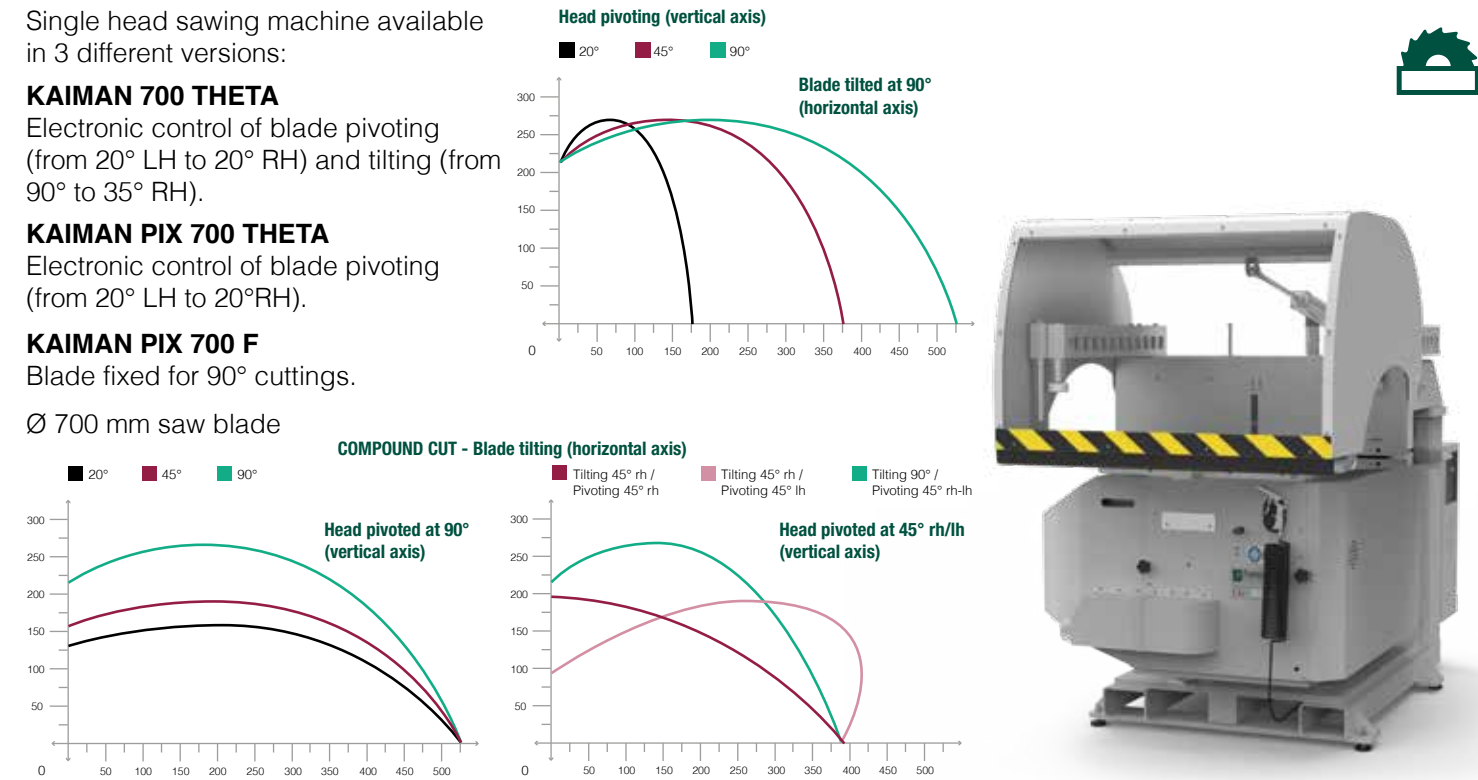 Single head sawing machine available
in 3 different versions:
KAIMAN 700 THETA
Electronic control of blade pivoting
(from 20° LH to 20° RH) and tilting (from
90° to 35° RH).
KAIMAN PIX 700 THETA
Electronic control of blade pivoting
(from 20° LH to 20°RH).
KAIMAN PIX 700 F
Blade fixed for 90° cuttings.
Ø 700 mm saw blade
Head pivoting (vertical axis)
20° 45° 90°
Blade tilted at 90°
(horizontal axis)
300
250
200
150
100
50
0 50 100 150 200 250 300 350 400 450 500
COMPOUND CUT - Blade tilting (horizontal axis)
20° 45° 90°
Head pivoted at 90°
(vertical axis)
300
250
200
150
100
50
0 50 100 150 200 250 300 350 400 450 500
Tilting 45° rh /
Pivoting 45° rh
Tilting 45° rh /
Pivoting 45° lh
Tilting 90° /
Pivoting 45° rh-lh
Head pivoted at 45° rh/lh
(vertical axis)
300
250
200
150
100
50
0 50 100 150 200 250 300 350 400 450 500